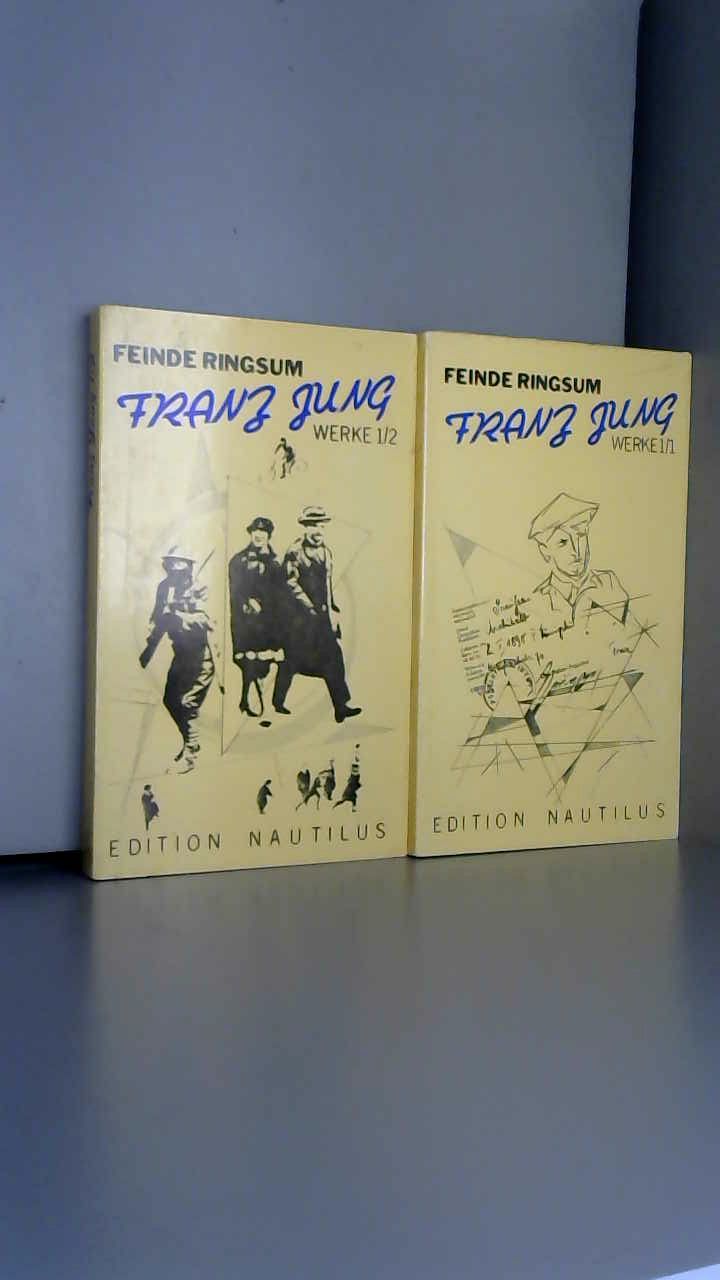 FEINDE RINGSUM
FRANZ JUNG
WERKE 1/2
EDITION NAUTILUS
FEINDE RINGSUM
FRANZ JUNG
WERKE 1/1
EDITION NAUTILUS